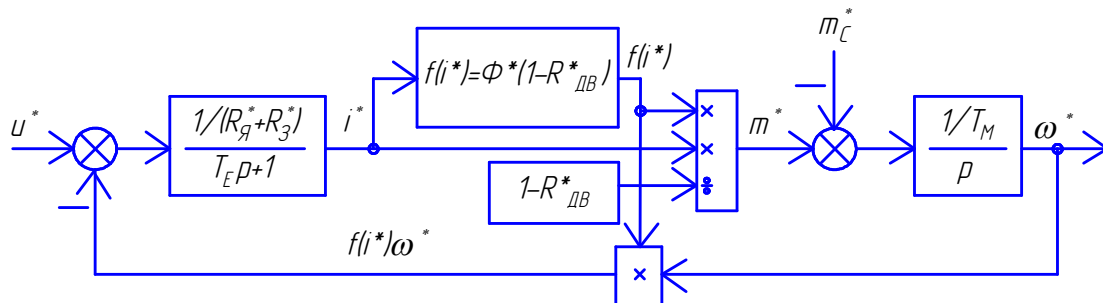 m*C
f(i*)=Φ*(1–R*ДВ)
f(i*)
–
×
u*
1/(R*Я+R*З)
TЕp+1
i*
×
m*
1/TМ
p
ω*
1–R*ДВ
÷
–
f(i*)ω*
×